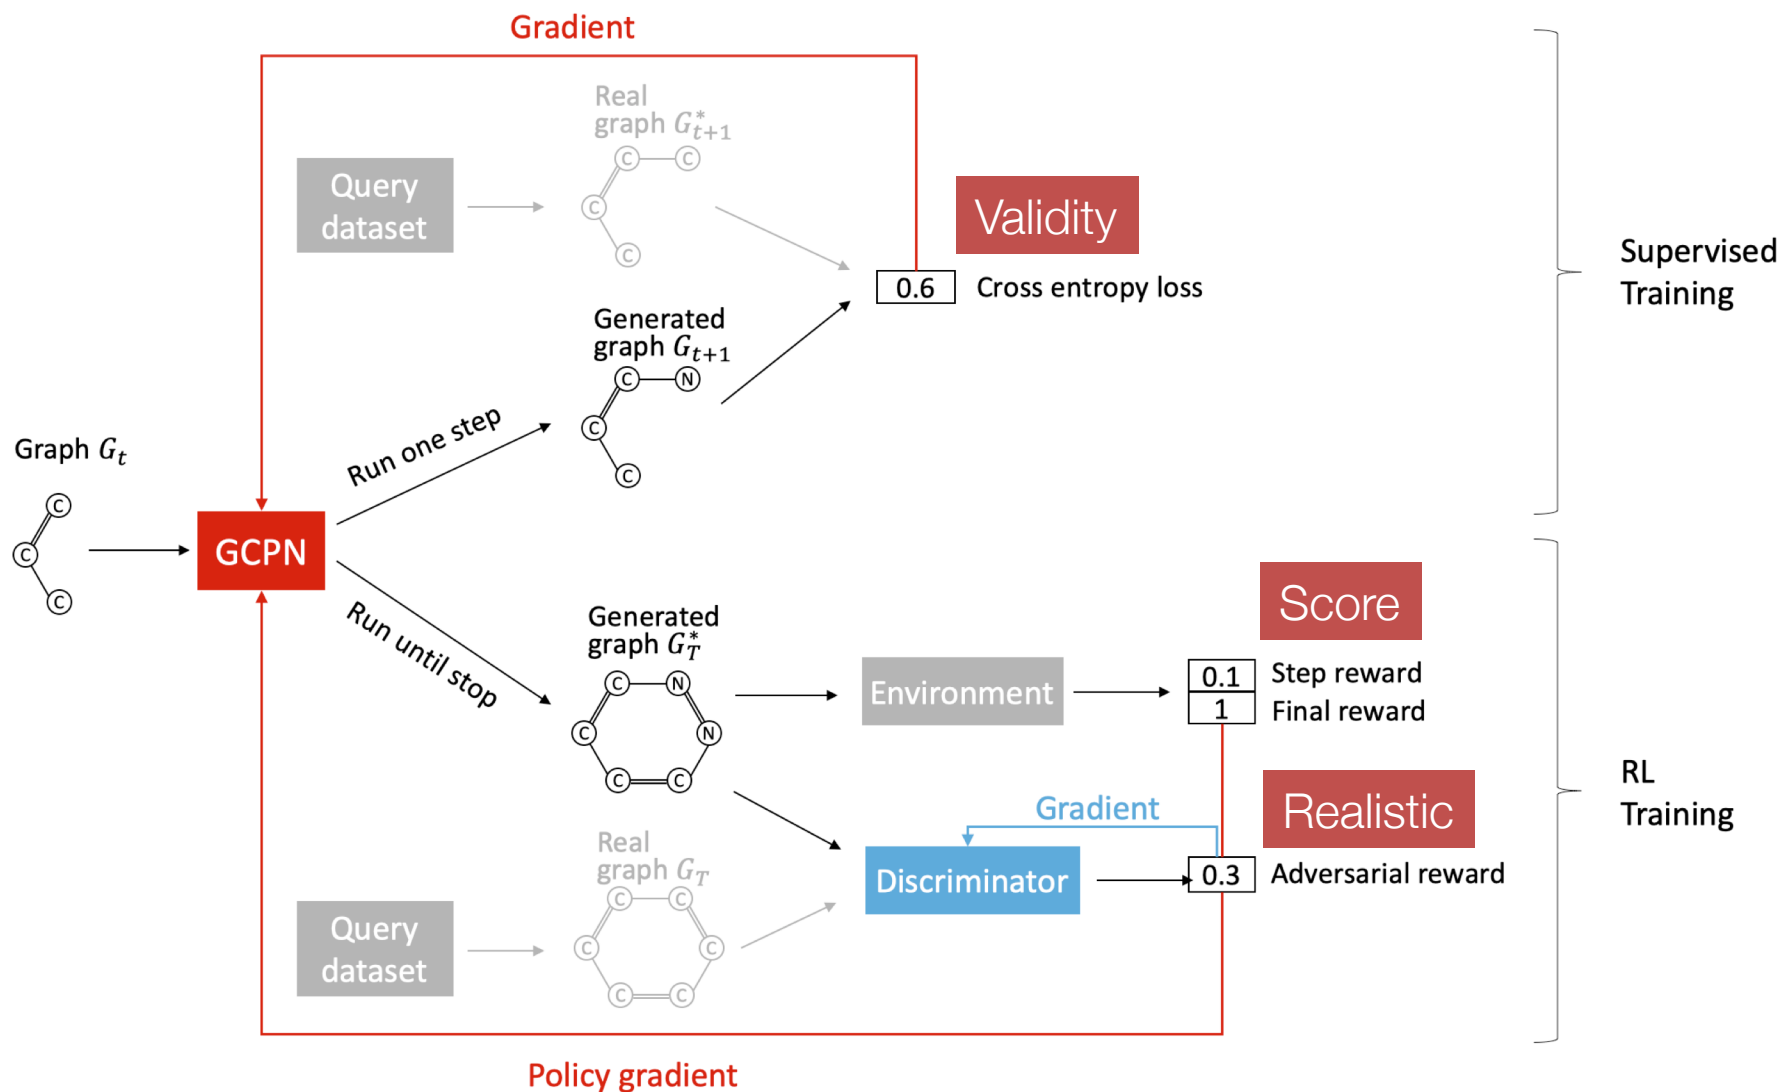 Gradient
Real
graph G*t+1
C
C
C
C
Query
dataset
Validity
0.6
Cross entropy loss
Supervised
Training
Generated
graph Gt+1
C
N
C
C
Run one step
Graph Gt
C
C
C
GCPN
Run until stop
Generated
graph G*T
C
N
C
N
C
C
Environment
Score
0.1
Step reward
1
Final reward
RL
Training
Gradient
Realistic
Discriminator
0.3
Adversarial reward
Real
graph GT
C
C
C
C
C
C
Query
dataset
Policy gradient